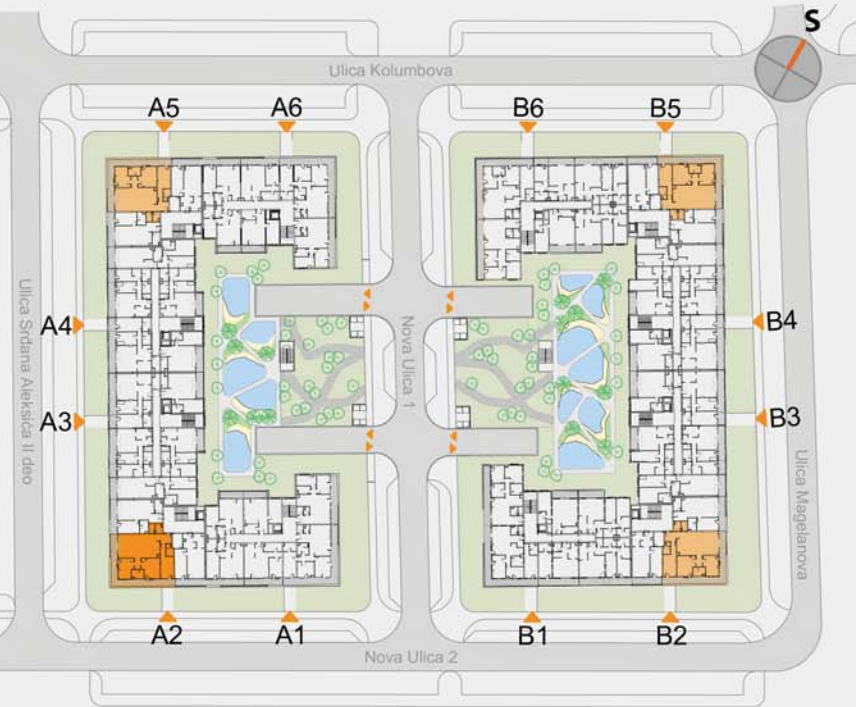 S
Ulica Kolumbova
A5
A6
B6
B5
Ulica Srđana Aleksića II deo
A4
A3
Nova Ulica 1
B4
B3
Ulica Magelanova
A2
A1
B1
B2
Nova Ulica 2